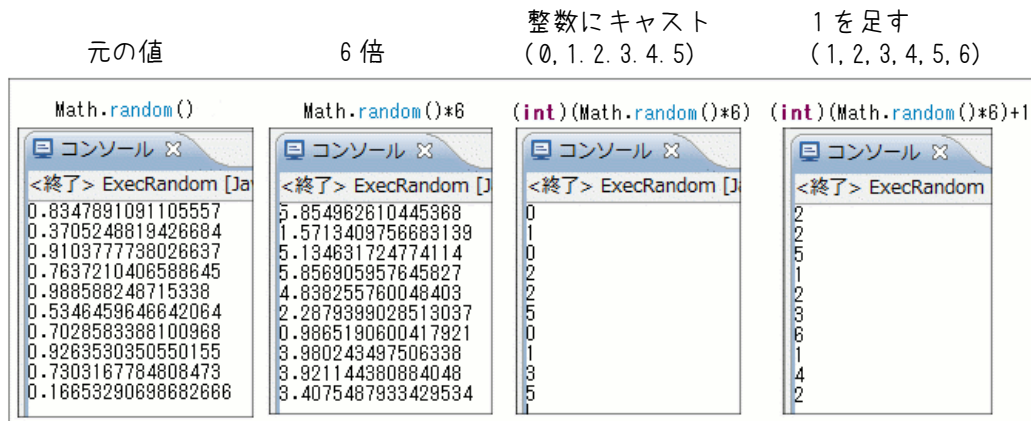 元の値
6倍
整数にキャスト
(0,1.2.3.4.5)
1を足す
(1,2,3,4,5,6)
Math.random()
コンソール
<終了> ExecRandom [Ja
0.8347891091105557
0.3705248819426684
0.9103777738026637
0.7637210406588645
0.988588248715338
0.5346459646642064
0.7028583388100968
0.9263530350550155
0.7303167784808473
0.16653290698682666
Math.random()*6
コンソール
<終了> ExecRandom [J
5.854962610445368
1.5713409756683139
5.134631724774114
5.856905957645827
4.838255760048403
2.2879399028513037
0.9865190600417921
3.980243497506338
3.921144380884048
3.4075487933429534
(int)(Math.random()*6)
コンソール
<終了> ExecRandom [Ja
0
1
0
2
2
5
0
1
3
5
(int)(Math.random()*6)+1
コンソール
<終了> ExecRandom
2
2
5
1
2
3
6
1
4
2